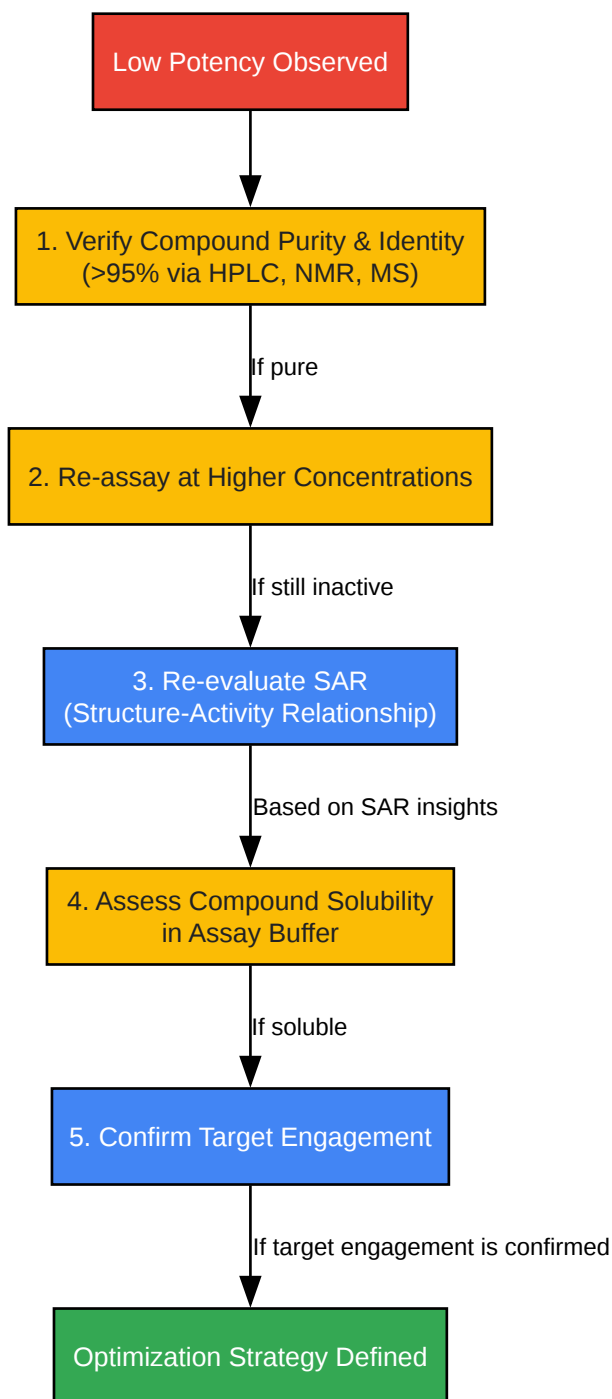 Low Potency Observed
1. Verify Compound Purity & Identity
(>95% via HPLC, NMR, MS)
If pure
2. Re-assay at Higher Concentrations
If still inactive
3. Re-evaluate SAR
(Structure-Activity Relationship)
Based on SAR insights
4. Assess Compound Solubility
in Assay Buffer
If soluble
5. Confirm Target Engagement
If target engagement is confirmed
Optimization Strategy Defined